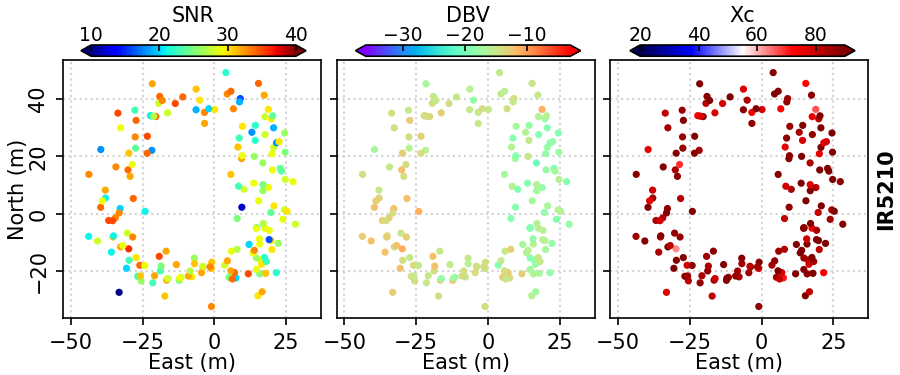 SNR DBV Xc
10 20 30 40 −30 −20 −10 20 40 60 80
40
20
0
−20
North (m)
IR5210
−50 −25 0 25 −50 −25 0 25 −50 −25 0 25
East (m) East (m) East (m)